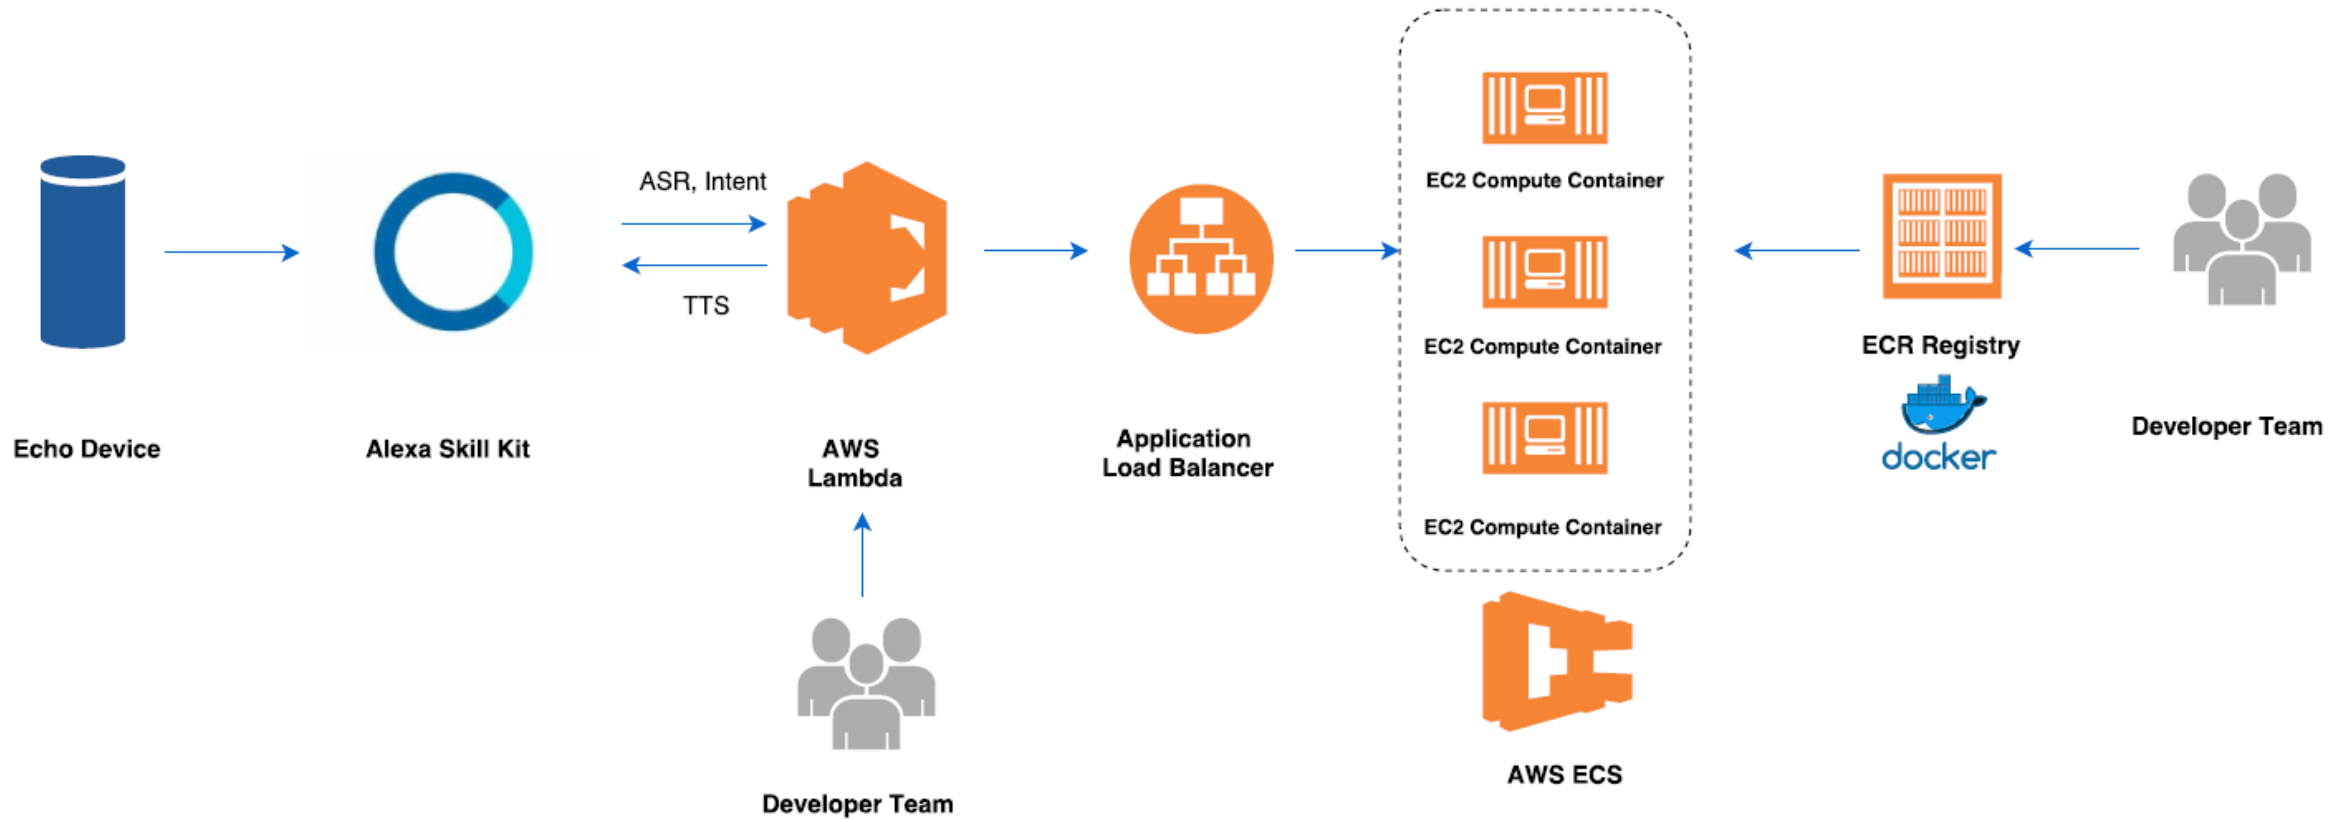 EC2 Compute Container
ASR, Intent
TTS
EC2 Compute Container
ECR Registry
docker
Echo Device
Alexa Skill Kit
AWS
Lambda
Application
Load Balancer
Developer Team
EC2 Compute Container
AWS ECS
Developer Team